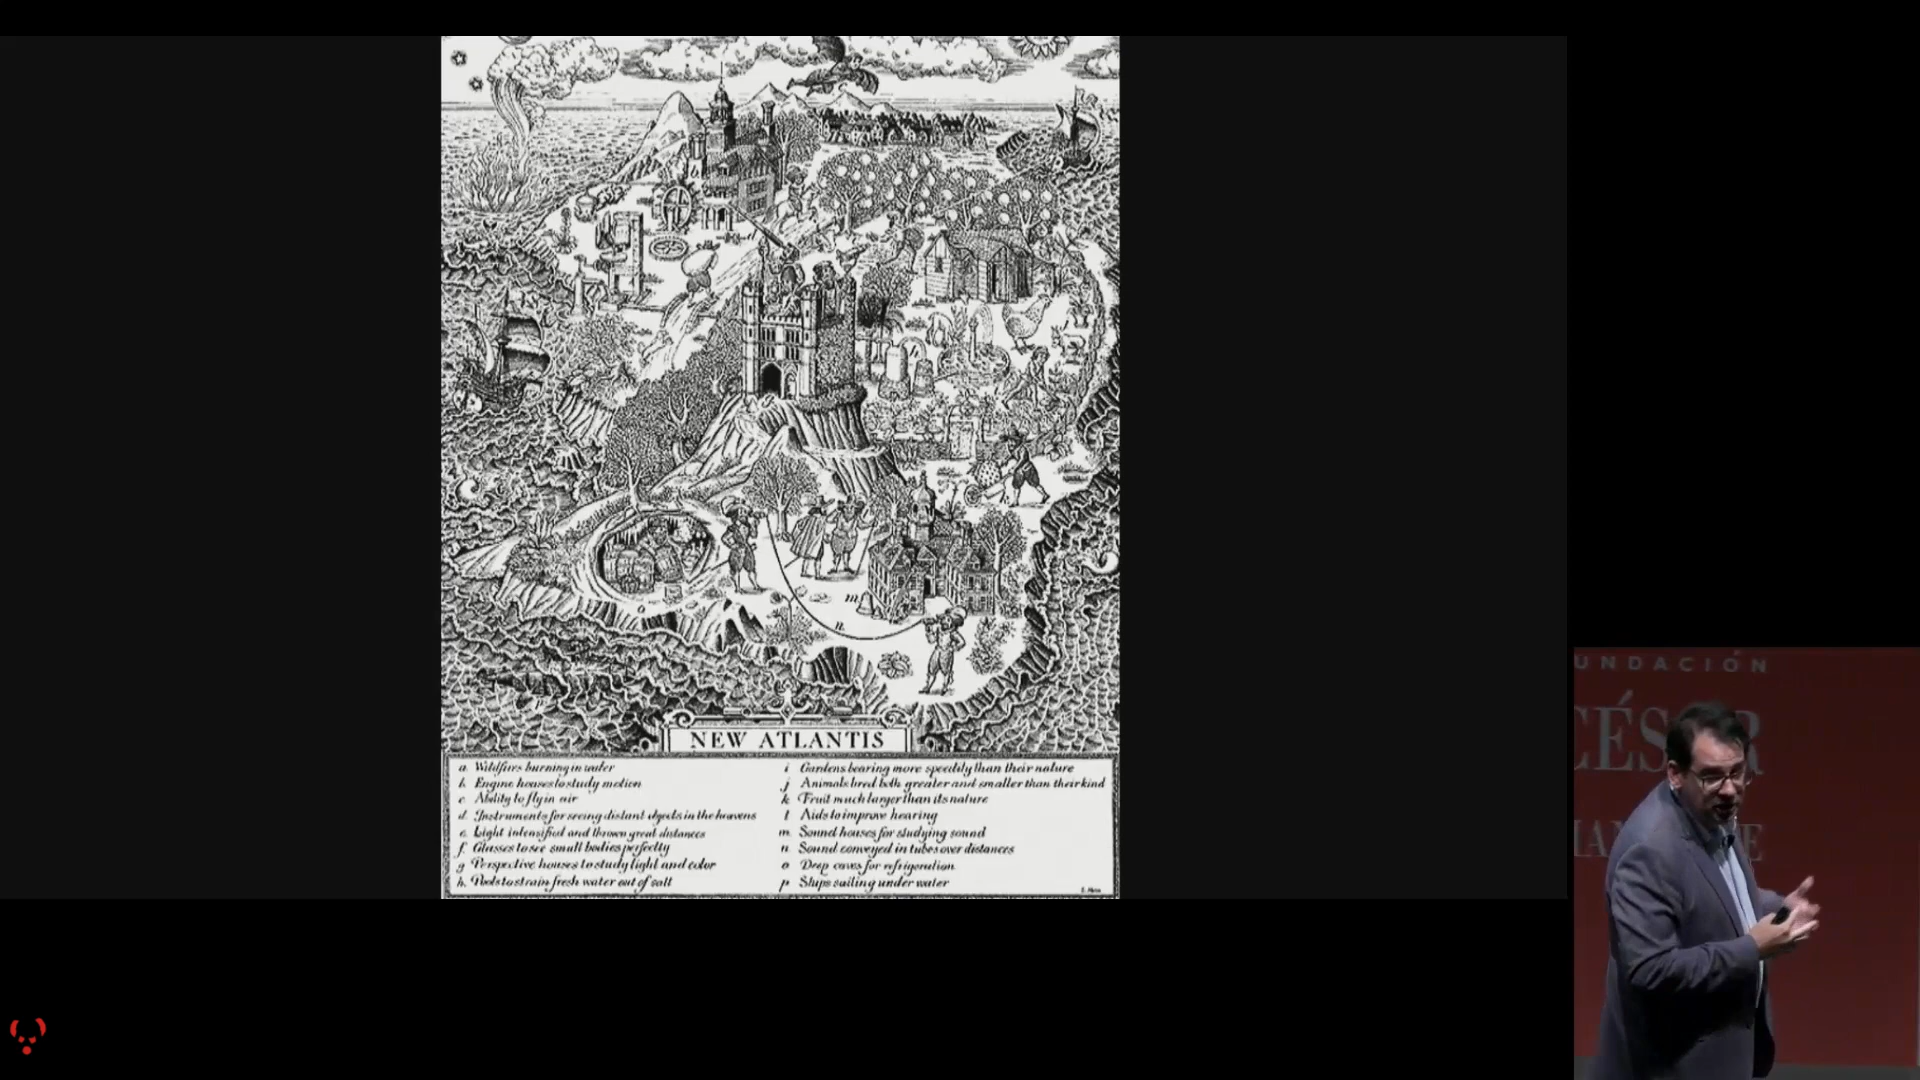 NEW ATLANTIS
a. Wildfires burning in water
b. Engine houses to study motion
c. Ability to fly in air
d. Instruments for seeing distant objects in the heavens
e. Light intensified and thrown great distances
f. Glasses to see small bodies perfectly
g Perspective houses to study light and color
h. Pools to strain fresh water out of salt
i Gardens bearing more speedily than their nature
j Animals bred both greater and smaller than their kind
k Fruit much larger than its nature
l Aids to improve hearing
m. Sound houses for studying sound
n. Sound conveyed in tubes over distances
o Deep caves for refrigeration
p Ships sailing under water
m
n.
o
UNDACIÓN
CÉS R